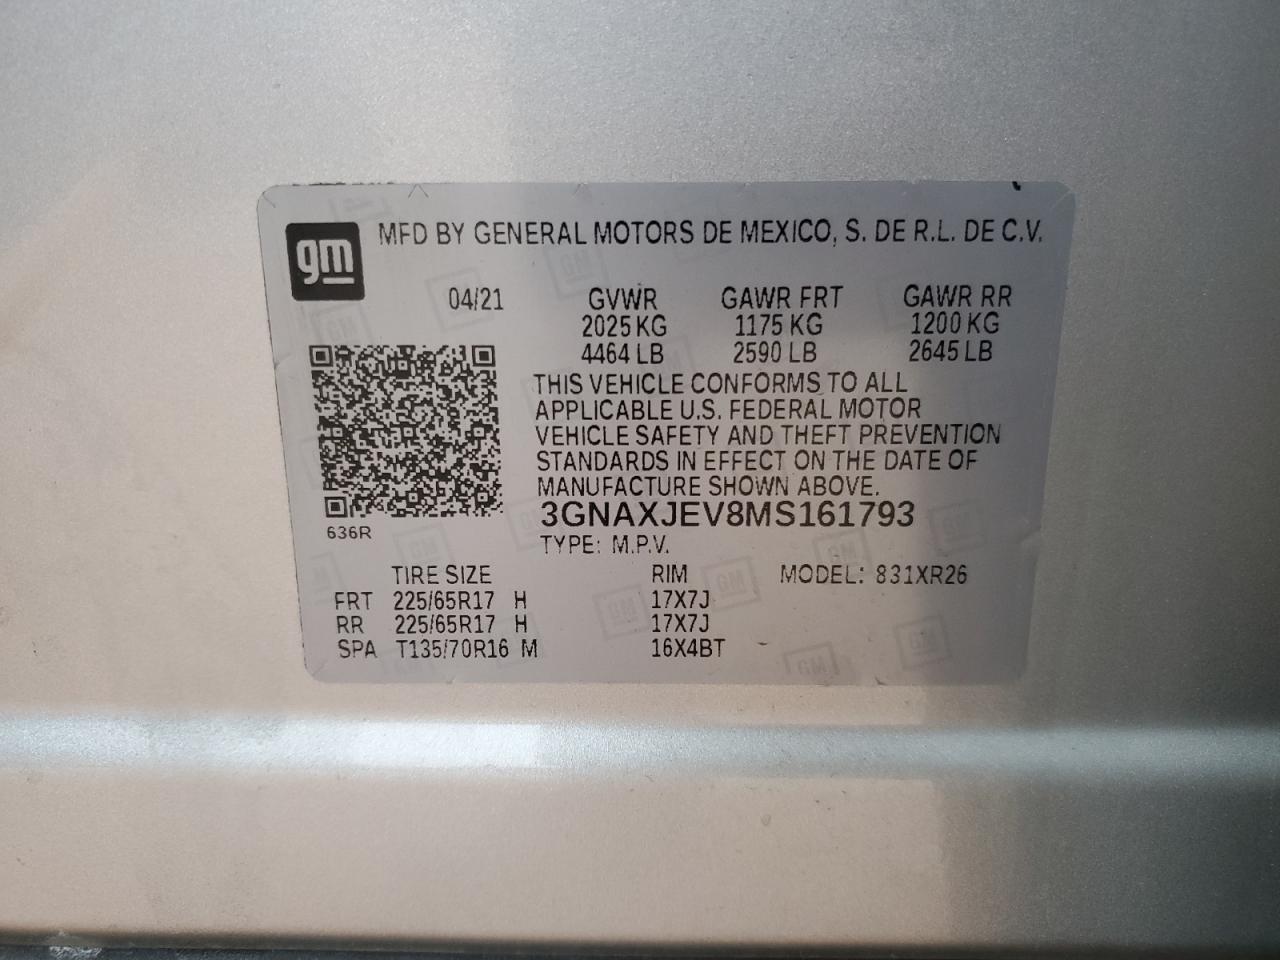 gm
MFD BY GENERAL MOTORS DE MEXICO, S. DE R.L. DE C.V.
04/21 GVWR GAWR FRT GAWR RR
2025 KG 1175 KG 1200 KG
4464 LB 2590 LB 2645 LB
THIS VEHICLE CONFORMS TO ALL
APPLICABLE U.S. FEDERAL MOTOR
VEHICLE SAFETY AND THEFT PREVENTION
STANDARDS IN EFFECT ON THE DATE OF
MANUFACTURE SHOWN ABOVE.
3GNAXJEV8MS161793
636R
TYPE: M.P.V.
TIRE SIZE RIM MODEL: 831XR26
FRT 225/65R17 H 17X7J
RR 225/65R17 H 17X7J
SPA T135/70R16 M 16X4BT